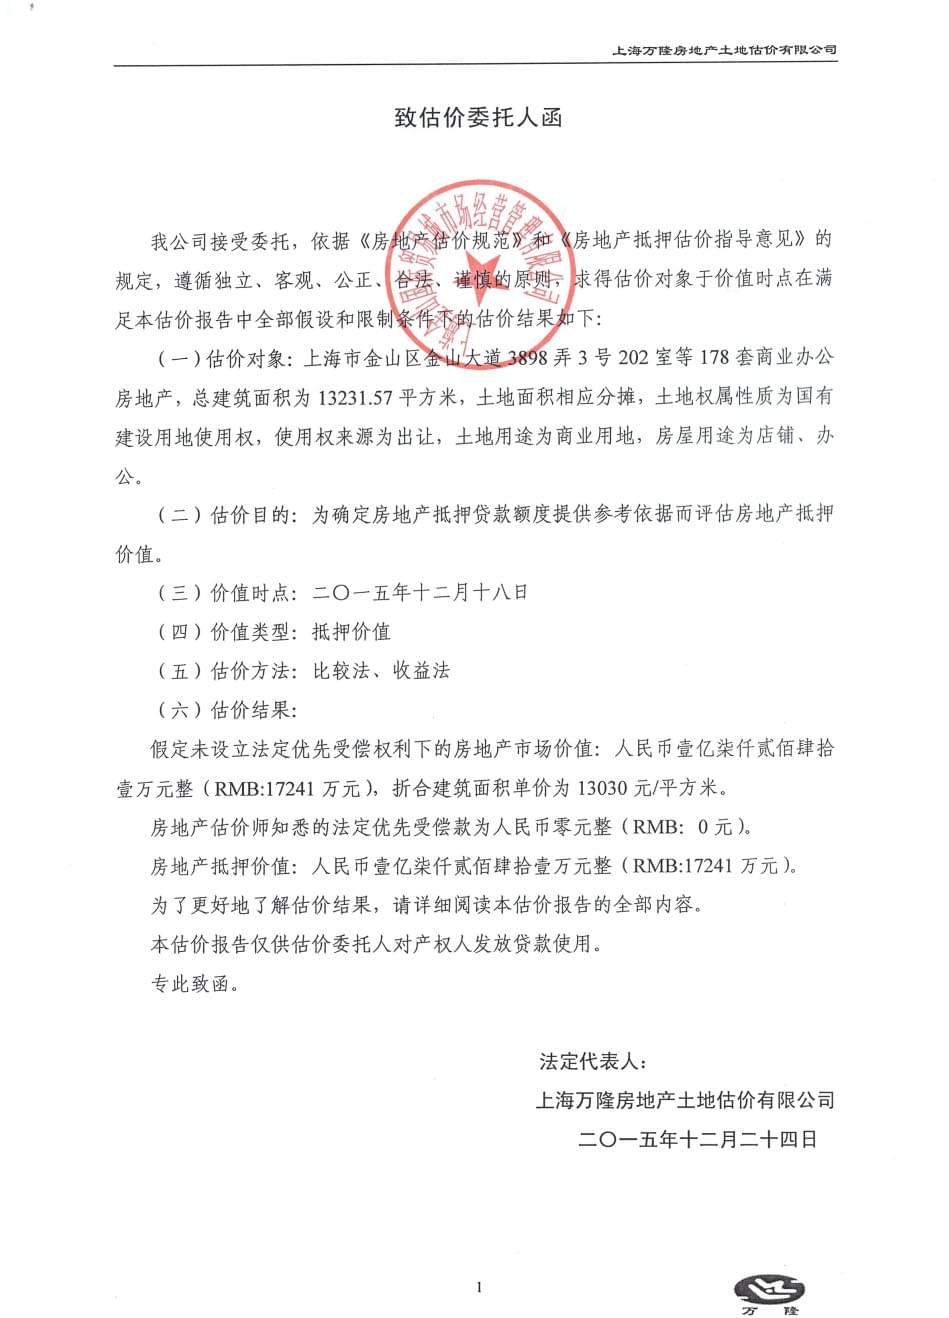 上海万隆房地产土地估价有限公司
致估价委托人函
我公司接受委托，依据《房地产估价规范》和《房地产抵押估价指导意见》的
规定，遵循独立、客观、公正、合法、谨慎的原则，求得估价对象于价值时点在满
足本估价报告中全部假设和限制条件下的估价结果如下：
（一）估价对象：上海市金山区金山大道 3898 弄 3 号 202 室等 178 套商业办公
房地产，总建筑面积为 13231.57 平方米，土地面积相应分摊，土地权属性质为国有
建设用地使用权，使用权来源为出让，土地用途为商业用地，房屋用途为店铺、办
公。
（二）估价目的：为确定房地产抵押贷款额度提供参考依据而评估房地产抵押
价值。
（三）价值时点：二〇一五年十二月十八日
（四）价值类型：抵押价值
（五）估价方法：比较法、收益法
（六）估价结果：
假定未设立法定优先受偿权利下的房地产市场价值：人民币壹亿柒仟贰佰肆拾
壹万元整（RMB:17241 万元），折合建筑面积单价为 13030 元/平方米。
房地产估价师知悉的法定优先受偿款为人民币零元整（RMB：0 元）。
房地产抵押价值：人民币壹亿柒仟贰佰肆拾壹万元整（RMB:17241 万元）。
为了更好地了解估价结果，请详细阅读本估价报告的全部内容。
本估价报告仅供估价委托人对产权人发放贷款使用。
专此致函。
法定代表人：
上海万隆房地产土地估价有限公司
二〇一五年十二月二十四日
1
万 隆